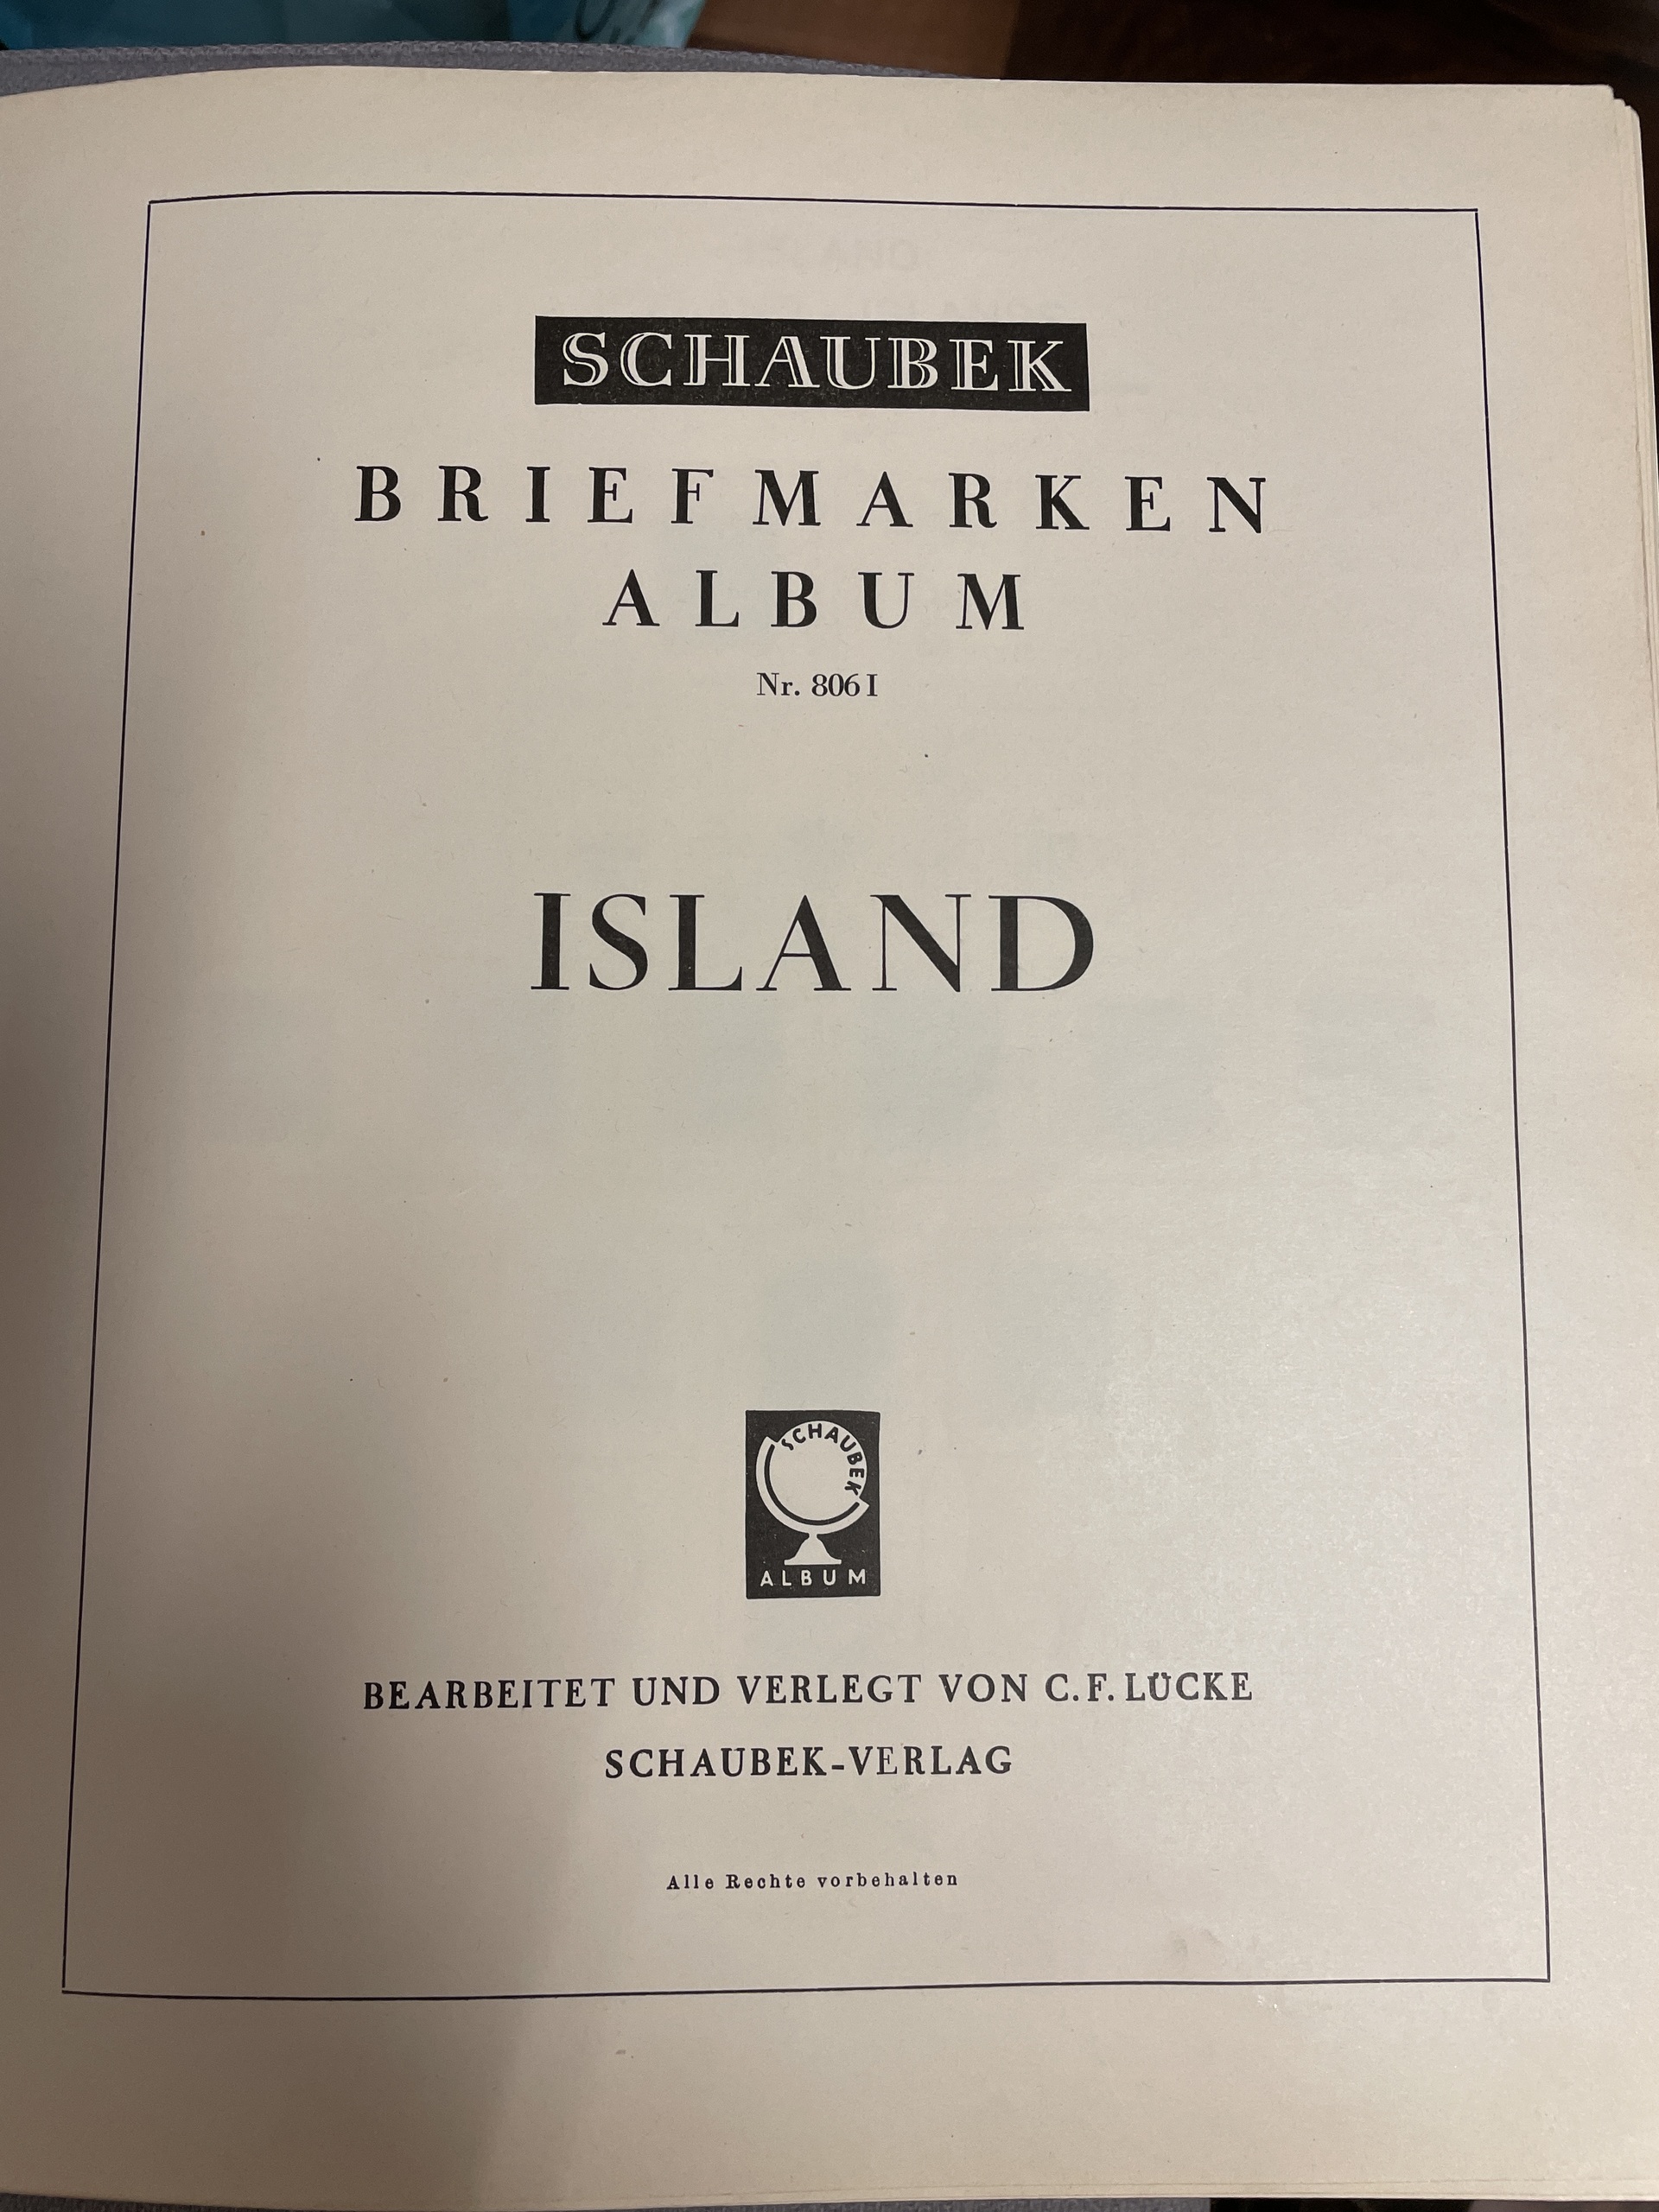 SCHAUBEK
BRIEFMARKEN
ALBUM
Nr. 806 I
ISLAND
SCHAUBEK
ALBUM
BEARBEITET UND VERLEGT VON C. F. LÜCKE
SCHAUBEK-VERLAG
Alle Rechte vorbehalten